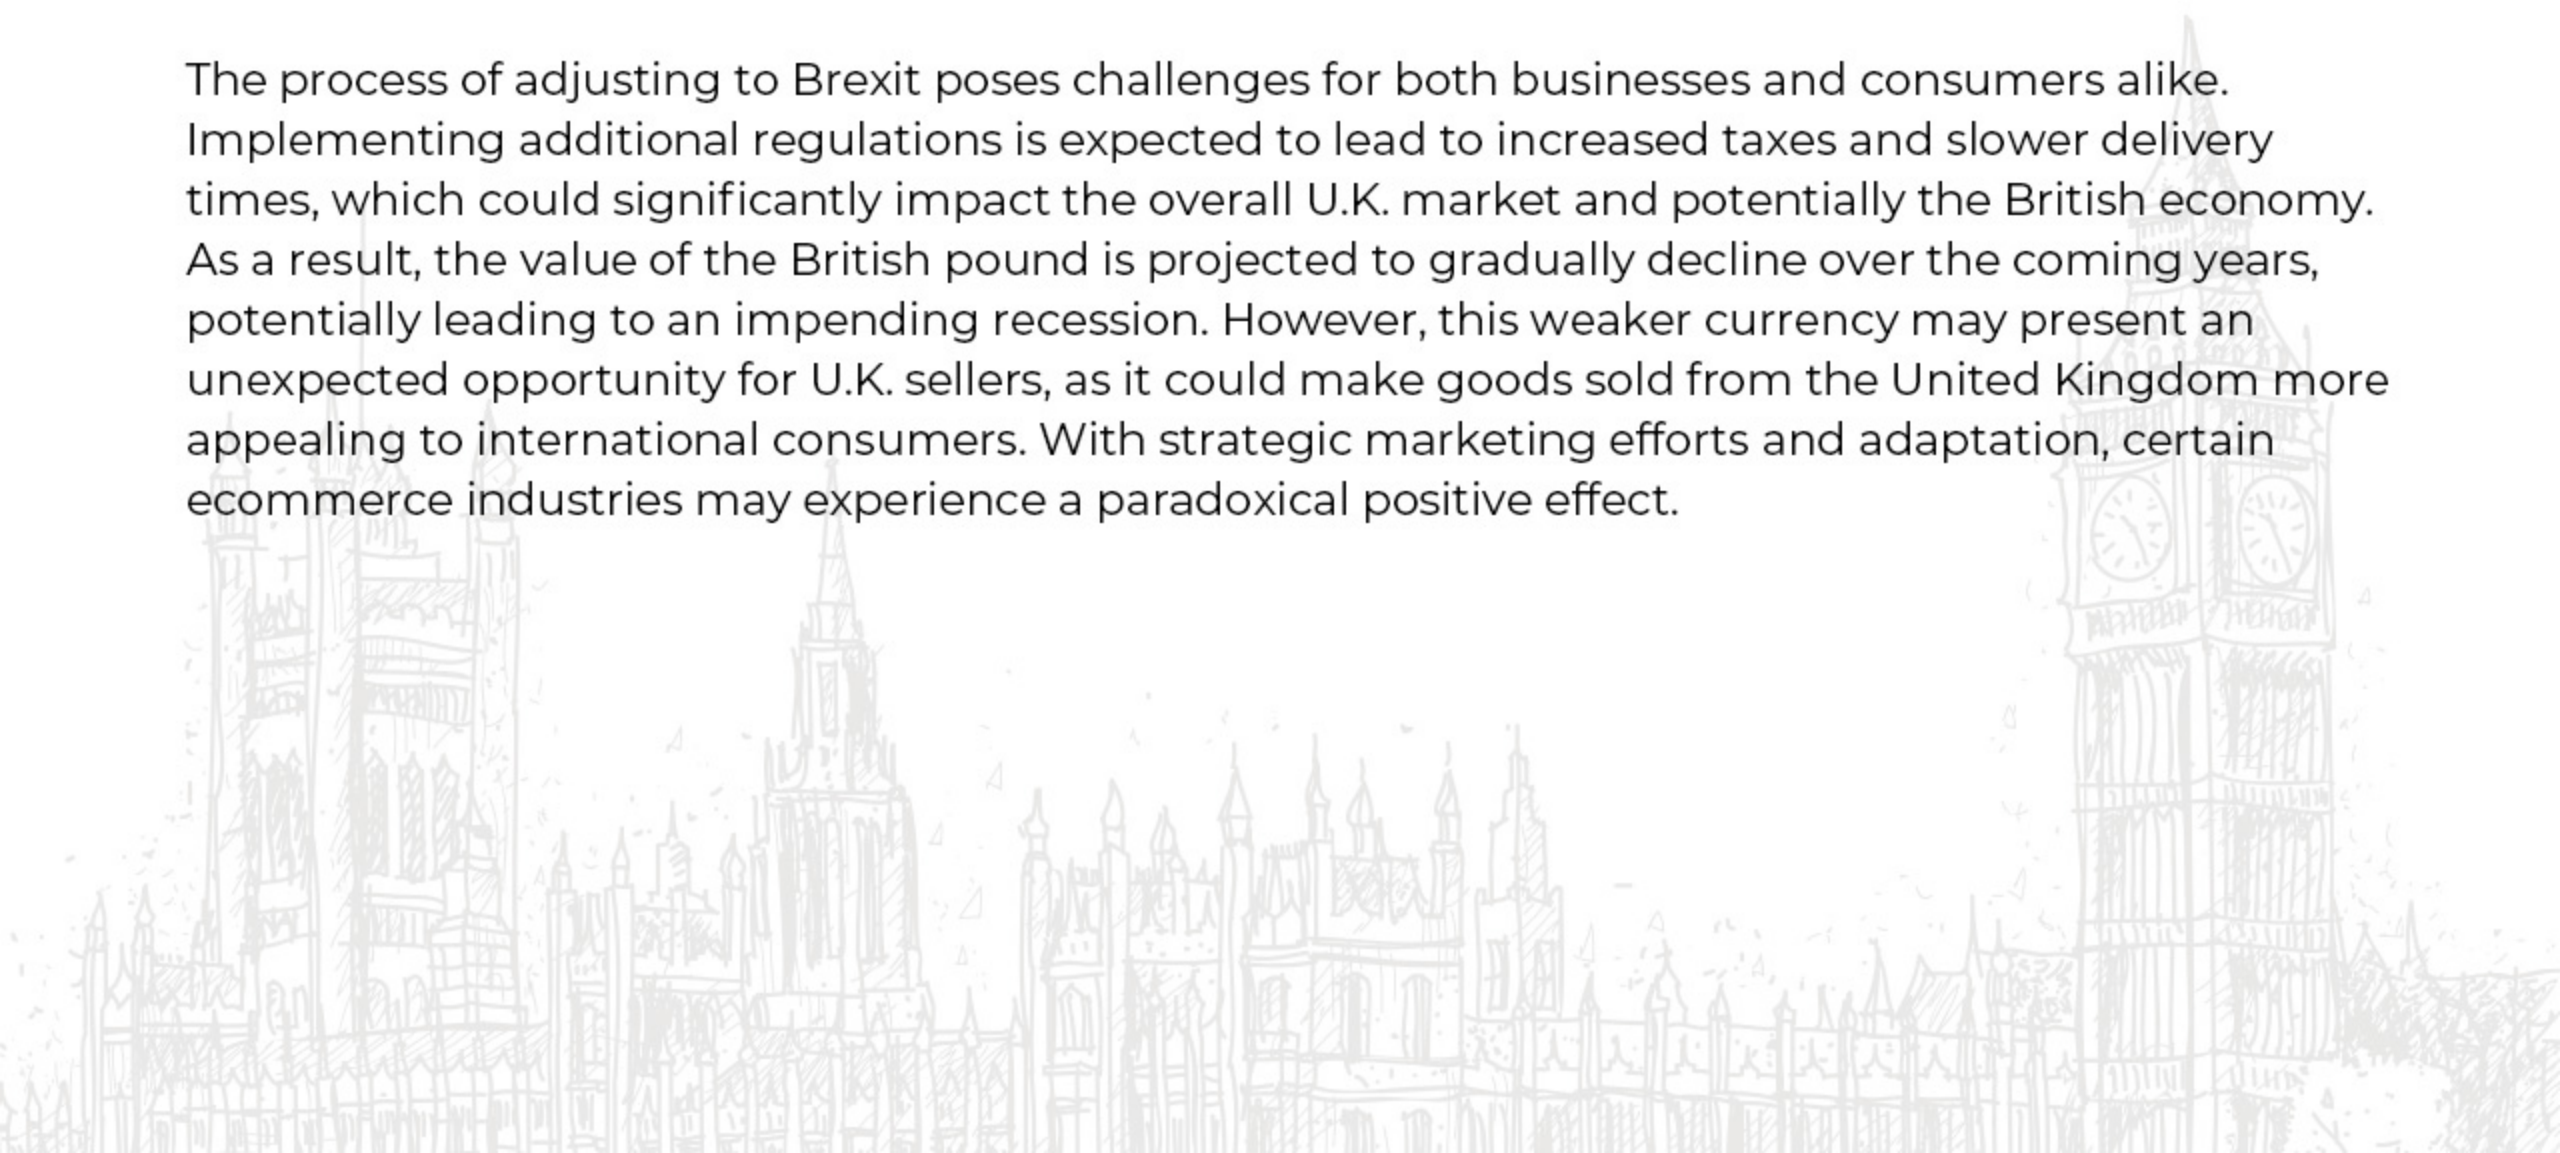 The process of adjusting to Brexit poses challenges for both businesses and consumers alike.
Implementing additional regulations is expected to lead to increased taxes and slower delivery
times, which could significantly impact the overall U.K. market and potentially the British economy.
As a result, the value of the British pound is projected to gradually decline over the coming years,
potentially leading to an impending recession. However, this weaker currency may present an
unexpected opportunity for U.K. sellers, as it could make goods sold from the United Kingdom more
appealing to international consumers. With strategic marketing efforts and adaptation, certain
ecommerce industries may experience a paradoxical positive effect.